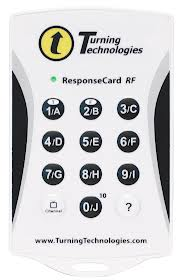 t Turning
Technologies
ResponseCard RF
1/A 2/B 3/C
4/D 5/E 6/F
7/G 8/H 9/I
Channel 0/J 10 ?
www.TurningTechnologies.com